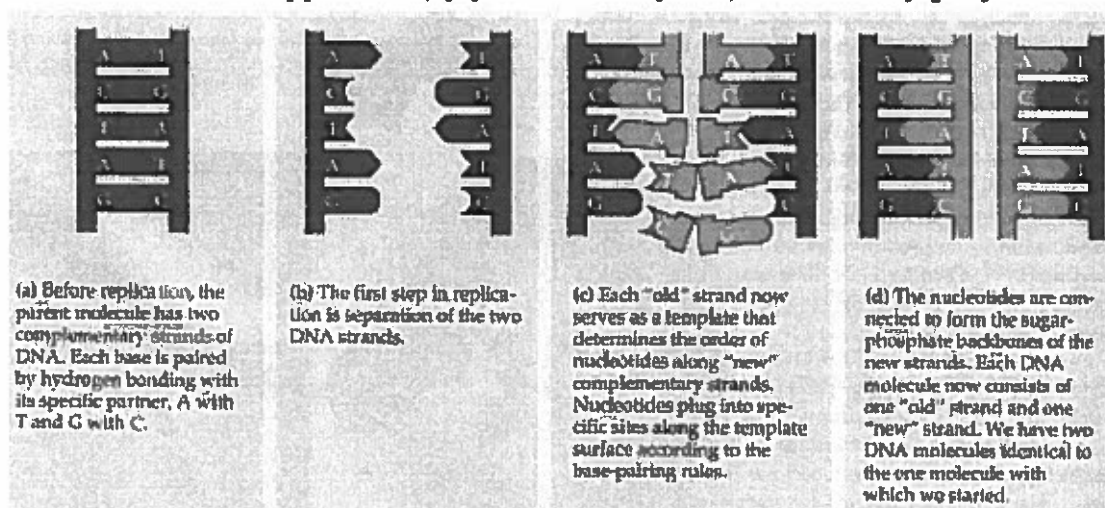 A T
C G
T A
A T
G C
(a) Before replication, the
parent molecule has two
complementary strands of
DNA. Each base is paired
by hydrogen bonding with
its specific partner, A with
T and G with C.
A T
C G
T A
A T
G C
(b) The first step in replica-
tion is separation of the two
DNA strands.
A T A T
C G C G
T A T A
A T A T
G C G C
(c) Each "old" strand now
serves as a template that
determines the order of
nucleotides along "new"
complementary strands.
Nucleotides plug into spe-
cific sites along the template
surface according to the
base-pairing rules.
A T A T
C G C G
T A T A
A T A T
G C G C
(d) The nucleotides are con-
nected to form the sugar-
phosphate backbones of the
new strands. Each DNA
molecule now consists of
one "old" strand and one
"new" strand. We have two
DNA molecules identical to
the one molecule with
which we started.